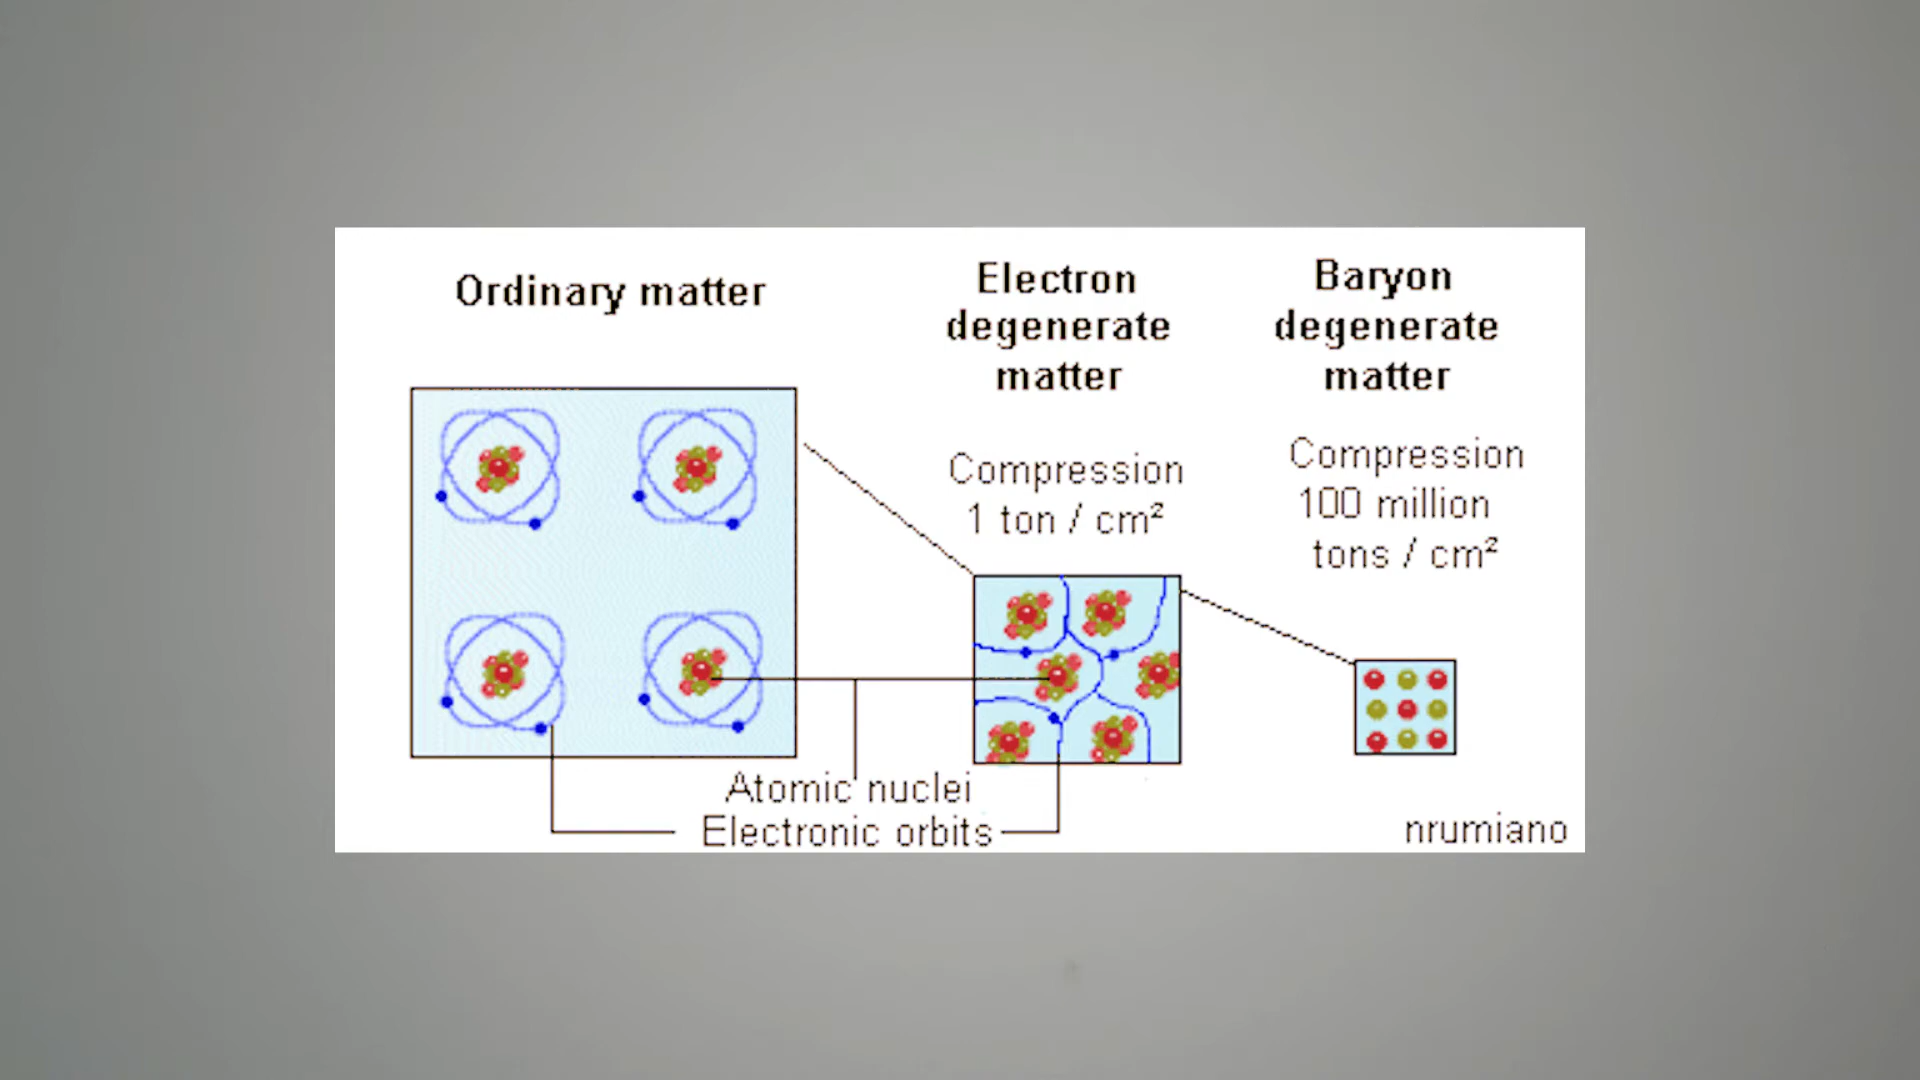 Ordinary matter
Electron
degenerate
matter
Baryon
degenerate
matter
Compression
1 ton / cm²
Compression
100 million
tons / cm²
Atomic nuclei
Electronic orbits
nrumiano